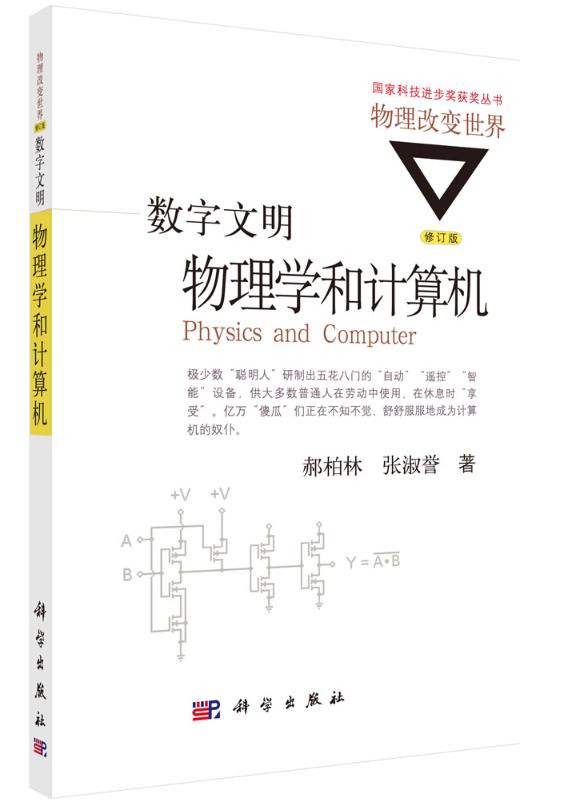 国家科技进步奖获奖丛书
物理改变世界
修订版
数字文明
物理学和计算机
Physics and Computer
极少数“聪明人”研制出五花八门的“自动”“遥控”“智
能”设备，供大多数普通人在劳动中使用，在休息时“享
受”。亿万“傻瓜”们正在不知不觉、舒舒服服地成为计算
机的奴仆。
郝柏林 张淑誉 著
+V +V
A
B
Y=A•B
科学出版社
物理改变世界
修订版
数字文明
物理学和计算机
科学出版社